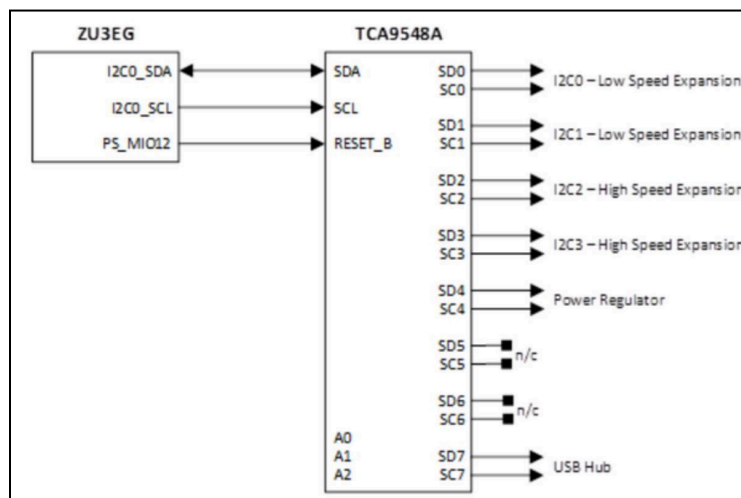 ZU3EG
TCA9548A
I2C0_SDA
I2C0_SCL
PS_MIO12
SDA
SCL
RESET_B
A0
A1
A2
SD0
SC0
I2C0 – Low Speed Expansion
SD1
SC1
I2C1 – Low Speed Expansion
SD2
SC2
I2C2 – High Speed Expansion
SD3
SC3
I2C3 – High Speed Expansion
SD4
SC4
Power Regulator
SD5
SC5
n/c
SD6
SC6
n/c
SD7
SC7
USB Hub